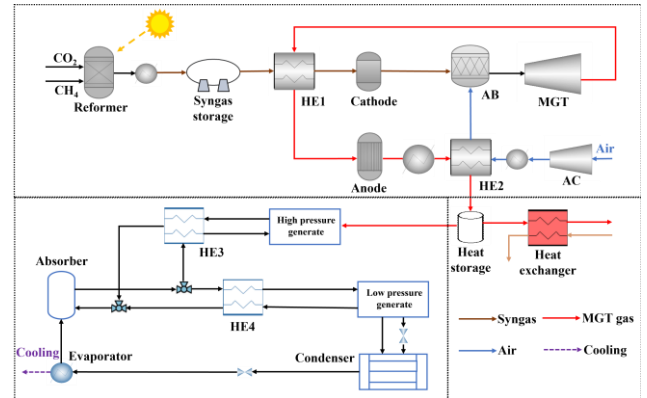 CO2
CH4
Reformer
Syngas
storage
HE1
Cathode
AB
MGT
Anode
HE2
Air
AC
High pressure
generate
HE3
Heat
storage
Heat
exchanger
Absorber
HE4
Low pressure
generate
Cooling
Evaporator
Condenser
Syngas
MGT gas
Air
Cooling